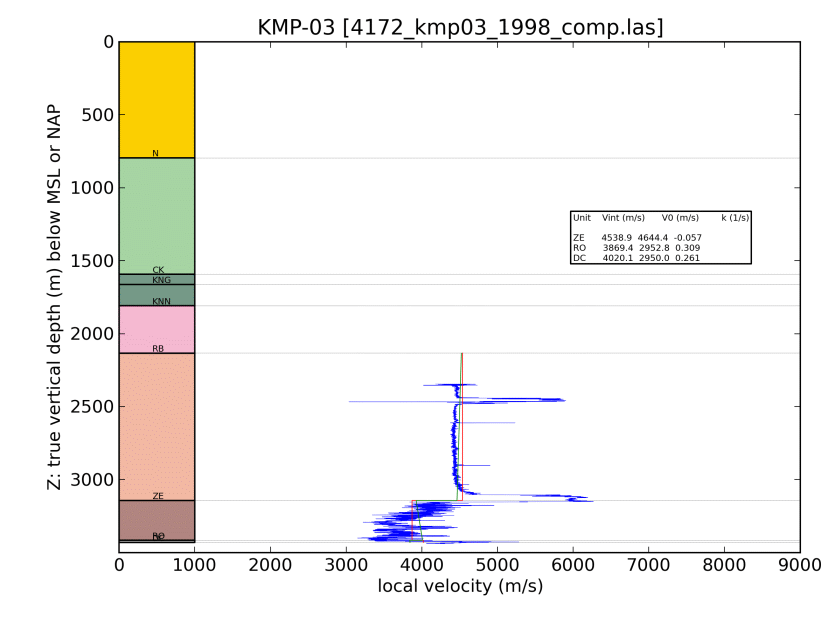 KMP-03 [4172_kmp03_1998_comp.las]
Z: true vertical depth (m) below MSL or NAP
0
500
1000
1500
2000
2500
3000
N
CK
KNG
KNN
RB
ZE
RO
Unit Vint (m/s) V0 (m/s) k (1/s)
ZE 4538.9 4644.4 -0.057
RO 3869.4 2952.8 0.309
DC 4020.1 2950.0 0.261
0 1000 2000 3000 4000 5000 6000 7000 8000 9000
local velocity (m/s)